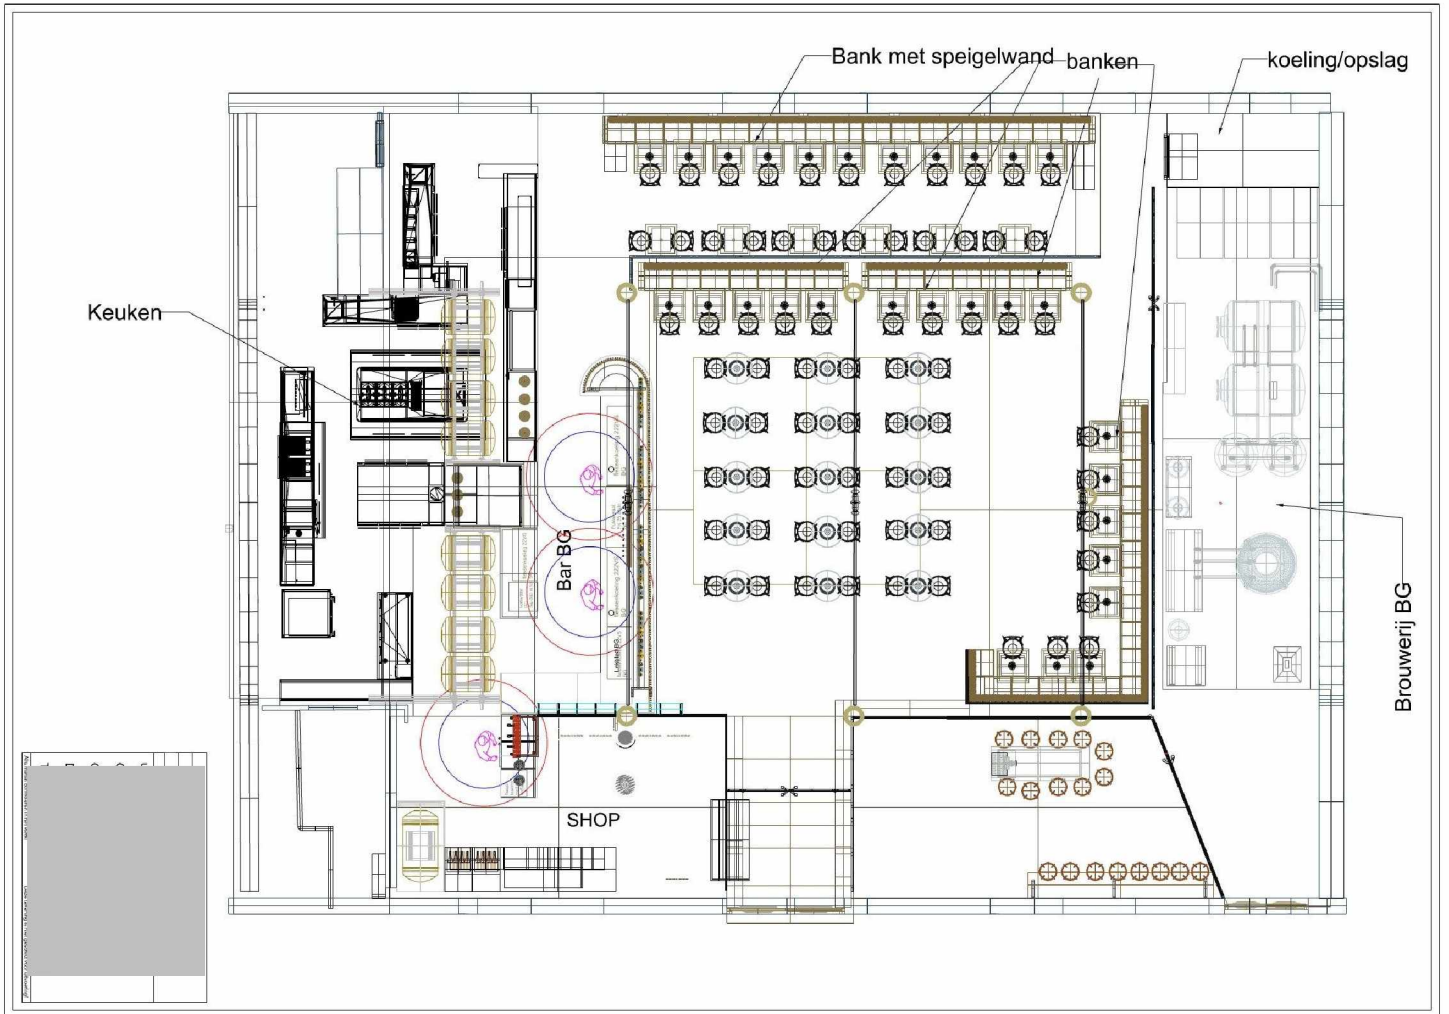 Bank met speigelwand
banken
koeling/opslag
Keuken
Bar BG
Brouwerij BG
SHOP